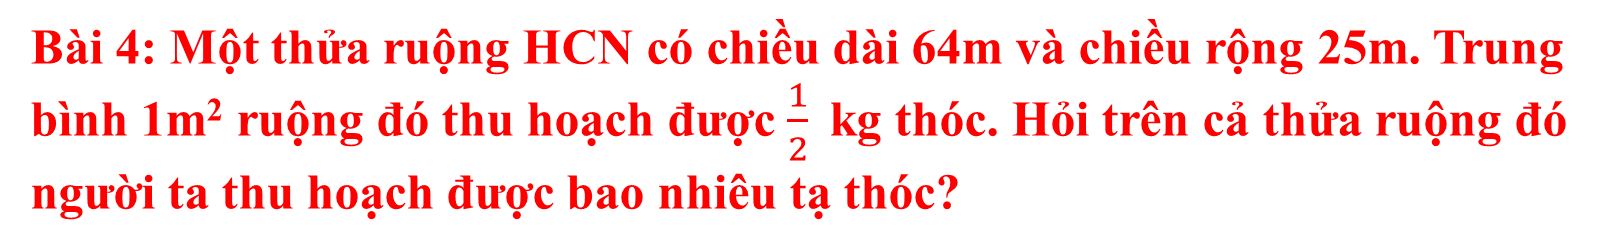 Bài 4: Một thửa ruộng HCN có chiều dài 64m và chiều rộng 25m. Trung
bình 1m² ruộng đó thu hoạch được 1/2 kg thóc. Hỏi trên cả thửa ruộng đó
người ta thu hoạch được bao nhiêu tạ thóc?